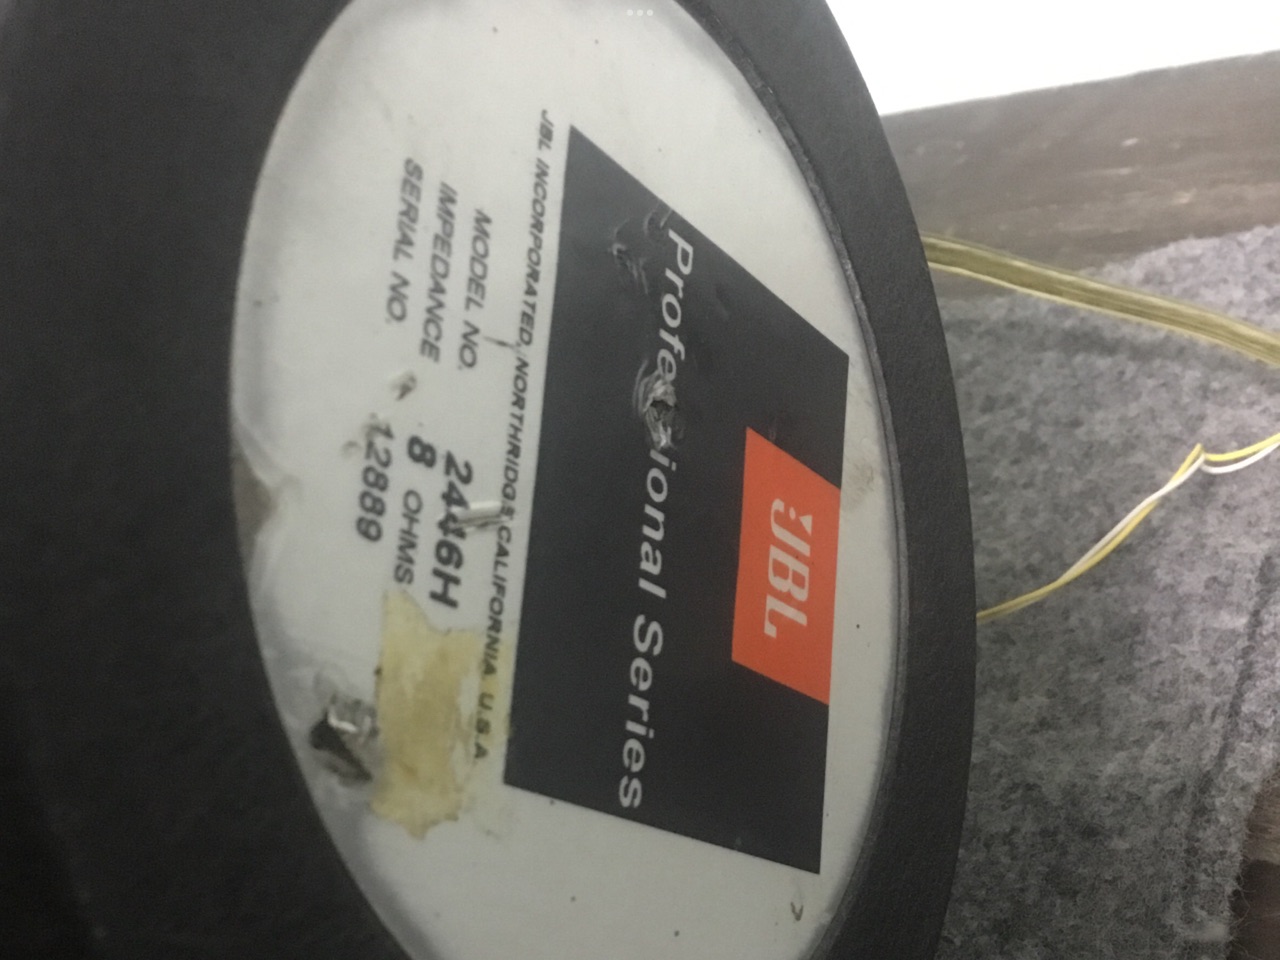 JBL
Professional Series
JBL INCORPORATED, NORTHRIDGE, CALIFORNIA, U.S.A.
MODEL NO. 2446H
IMPEDANCE 8 OHMS
SERIAL NO. 12889